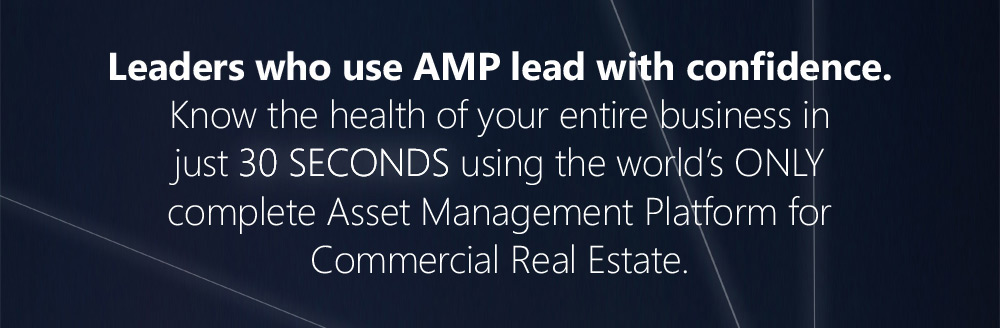 Leaders who use AMP lead with confidence.
Know the health of your entire business in
just 30 SECONDS using the world’s ONLY
complete Asset Management Platform for
Commercial Real Estate.